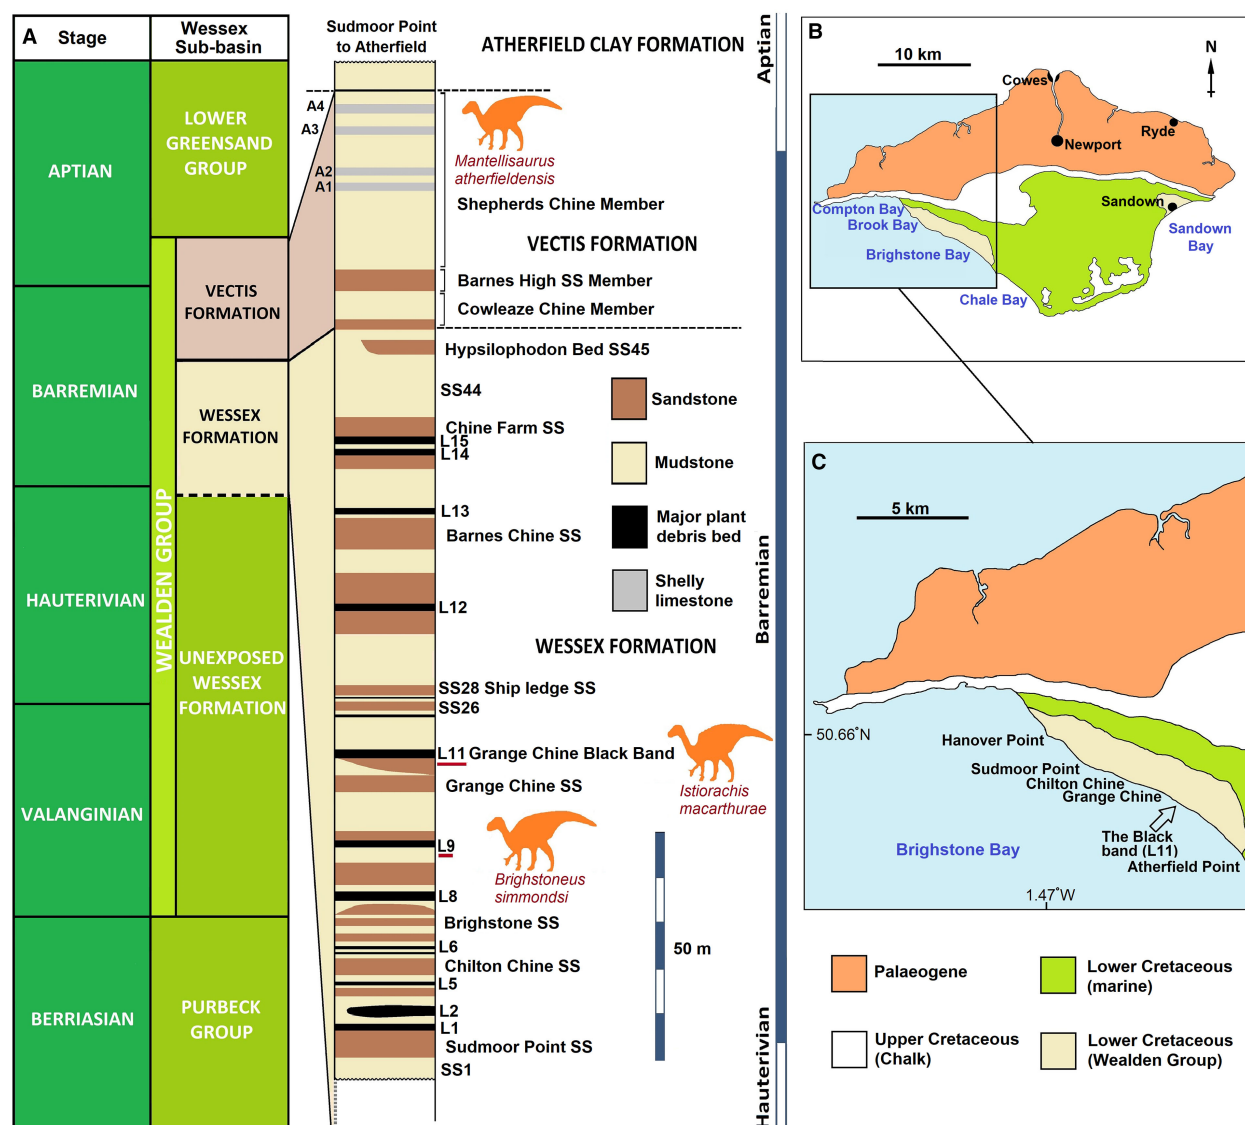 A
Stage
Wessex
Sub-basin
APTIAN
BARREMIAN
HAUTERIVIAN
VALANGINIAN
BERRIASIAN
LOWER
GREENSAND
GROUP
WEALDEN GROUP
VECTIS
FORMATION
WESSEX
FORMATION
UNEXPOSED
WESSEX
FORMATION
PURBECK
GROUP
Sudmoor Point
to Atherfield
A4
A3
A2
A1
ATHERFIELD CLAY FORMATION
Mantellisaurus
atherfieldensis
Shepherds Chine Member
VECTIS FORMATION
Barnes High SS Member
Cowleaze Chine Member
Hypsilophodon Bed SS45
SS44
Chine Farm SS
L15
L14
L13
Barnes Chine SS
L12
WESSEX FORMATION
SS28 Ship ledge SS
SS26
L11 Grange Chine Black Band
Grange Chine SS
Istiorachis
macarthurae
L9
Brighstoneus
simmondsi
L8
Brighstone SS
L6
Chilton Chine SS
L5
L2
L1
Sudmoor Point SS
SS1
Sandstone
Mudstone
Major plant
debris bed
Shelly
limestone
50 m
Aptian
Barremian
Hauterivian
B
10 km
N
Cowes
Newport
Ryde
Sandown
Compton Bay
Brook Bay
Brighstone Bay
Chale Bay
Sandown
Bay
C
5 km
50.66°N
Hanover Point
Sudmoor Point
Chilton Chine
Grange Chine
The Black
band (L11)
Atherfield Point
Brighstone Bay
1.47°W
Palaeogene
Lower Cretaceous
(marine)
Upper Cretaceous
(Chalk)
Lower Cretaceous
(Wealden Group)